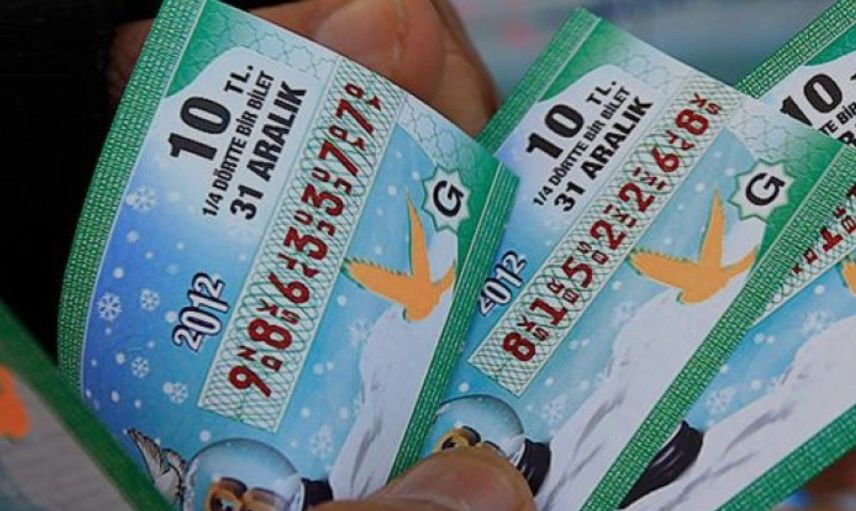 10 TL.
1/4 DÖRTTE BİR BİLET
31 ARALIK
9863377
G
2012
10 TL.
1/4 DÖRTTE BİR BİLET
31 ARALIK
8152268
G
2012
10